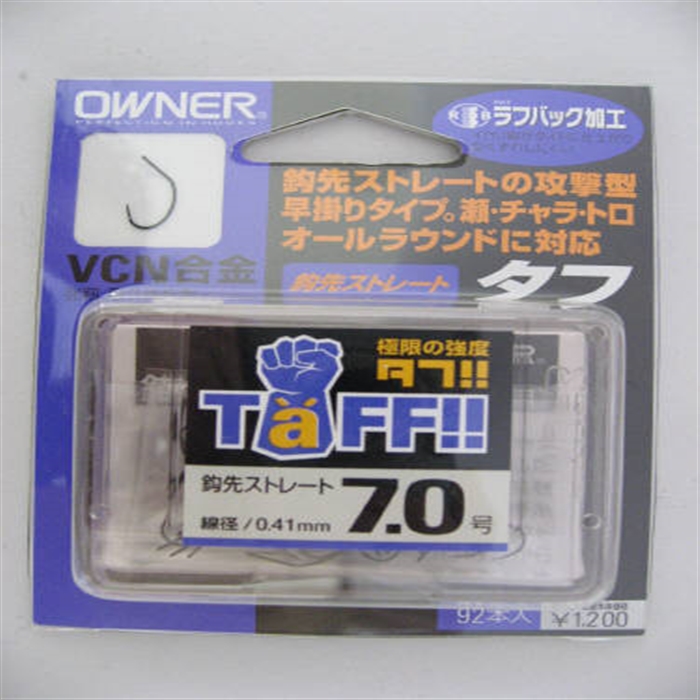 OWNER
ラフバック加工
鈎先ストレートの攻撃型
早掛りタイプ。瀬・チャラ・トロ
オールラウンドに対応
VCN合金
鈎先ストレート
タフ
極限の強度
タフ!!
TäFF!!
鈎先ストレート
7.0号
線径/0.41mm
92本入
¥1,200